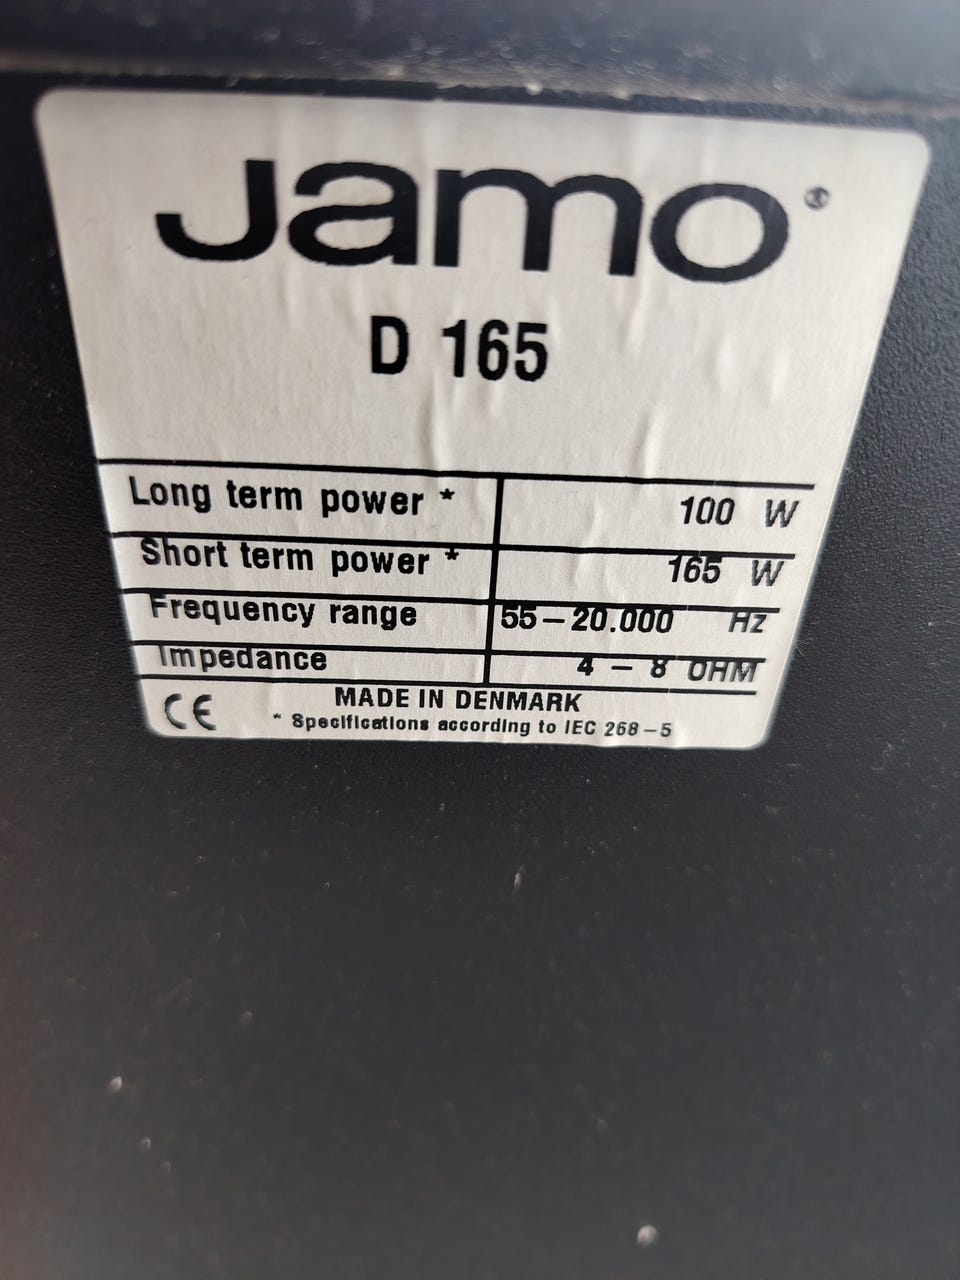 Jamo®
D 165
Long term power * 100 W
Short term power * 165 W
Frequency range 55-20.000 Hz
Impedance 4 - 8 OHM
MADE IN DENMARK
CE * Specifications according to IEC 268-5